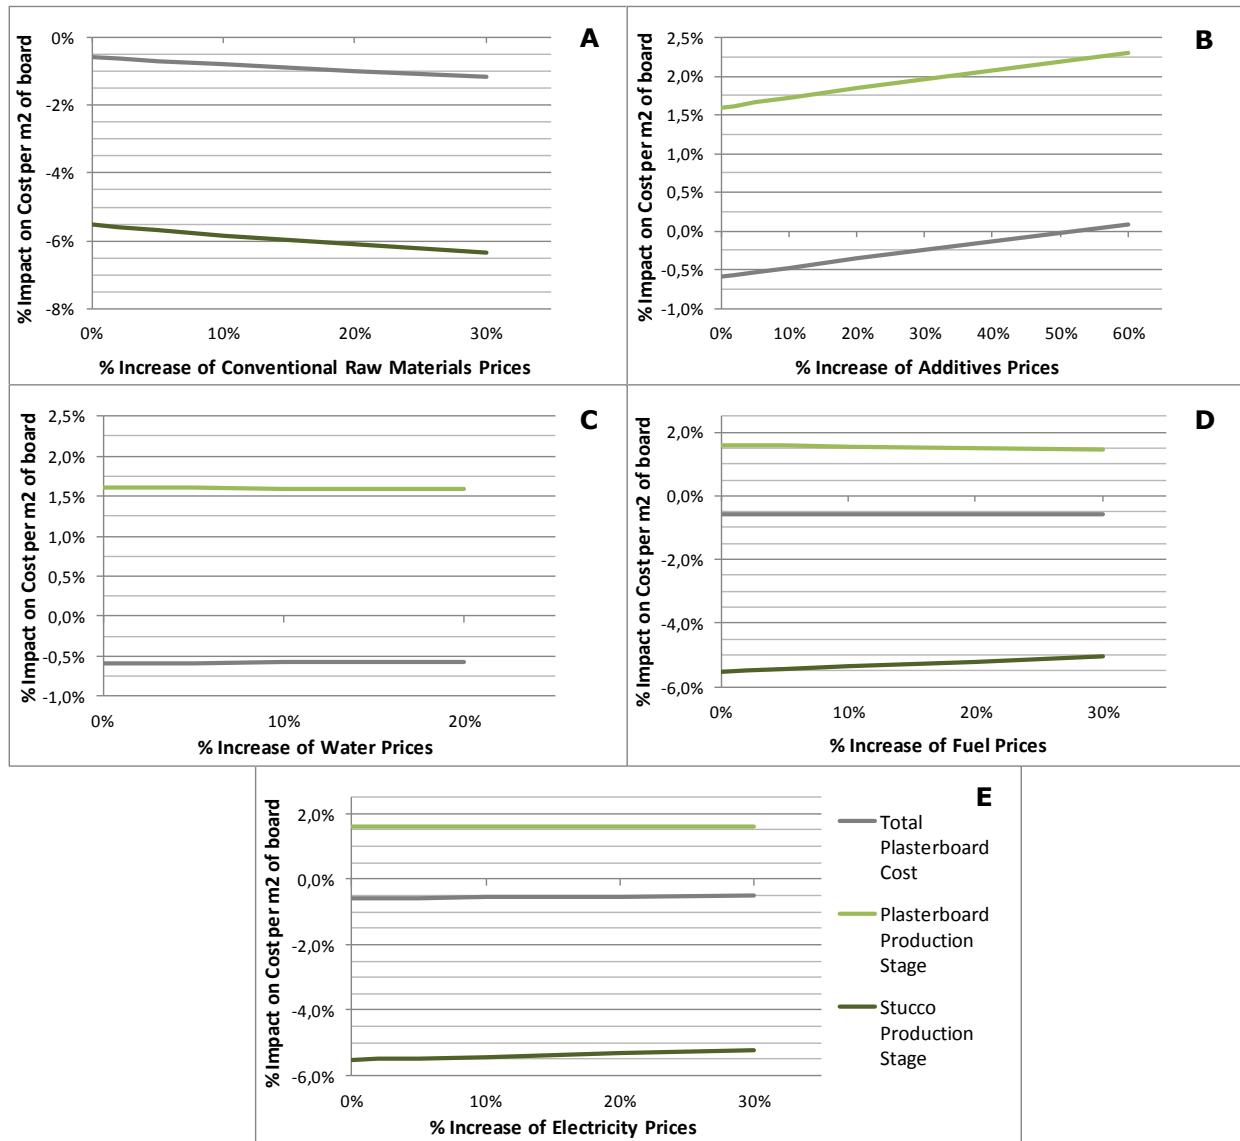 A
% Impact on Cost per m2 of board
0%
-2%
-4%
-6%
-8%
0% 10% 20% 30%
% Increase of Conventional Raw Materials Prices
B
% Impact on Cost per m2 of board
2,5%
2,0%
1,5%
1,0%
0,5%
0,0%
-0,5%
-1,0%
0% 10% 20% 30% 40% 50% 60%
% Increase of Additives Prices
C
% Impact on Cost per m2 of board
2,5%
2,0%
1,5%
1,0%
0,5%
0,0%
-0,5%
-1,0%
0% 10% 20%
% Increase of Water Prices
D
% Impact on Cost per m2 of board
2,0%
0,0%
-2,0%
-4,0%
-6,0%
0% 10% 20% 30%
% Increase of Fuel Prices
E
% Impact on Cost per m2 of board
2,0%
0,0%
-2,0%
-4,0%
-6,0%
0% 10% 20% 30%
% Increase of Electricity Prices
Total
Plasterboard
Cost
Plasterboard
Production
Stage
Stucco
Production
Stage